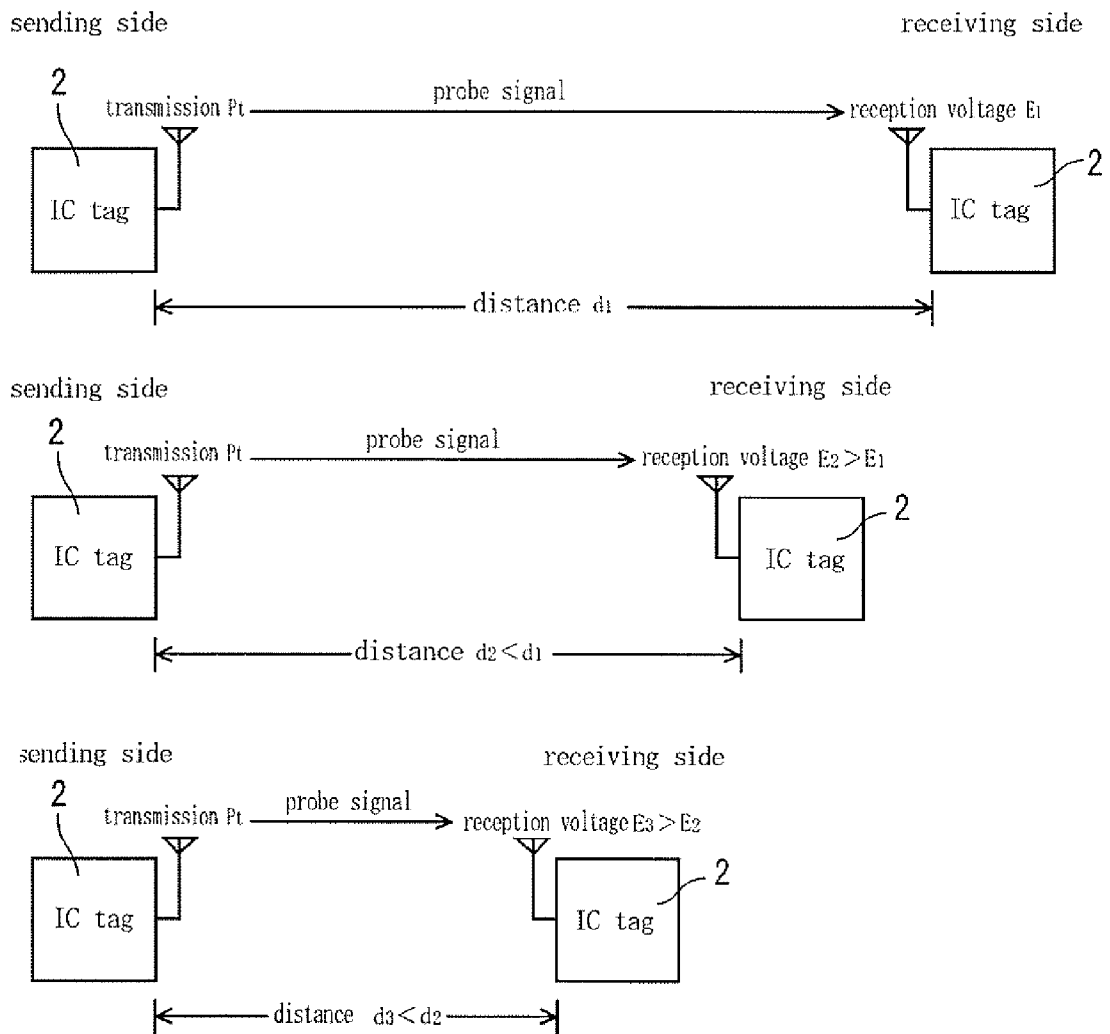 sending side receiving side
2 probe signal
transmission Pt reception voltage E1
2
IC tag IC tag
distance d1
sending side receiving side
2 probe signal
transmission Pt reception voltage E2>E1
2
IC tag IC tag
distance d2<d1
sending side receiving side
2 probe signal
transmission Pt reception voltage E3>E2
2
IC tag IC tag
distance d3<d2